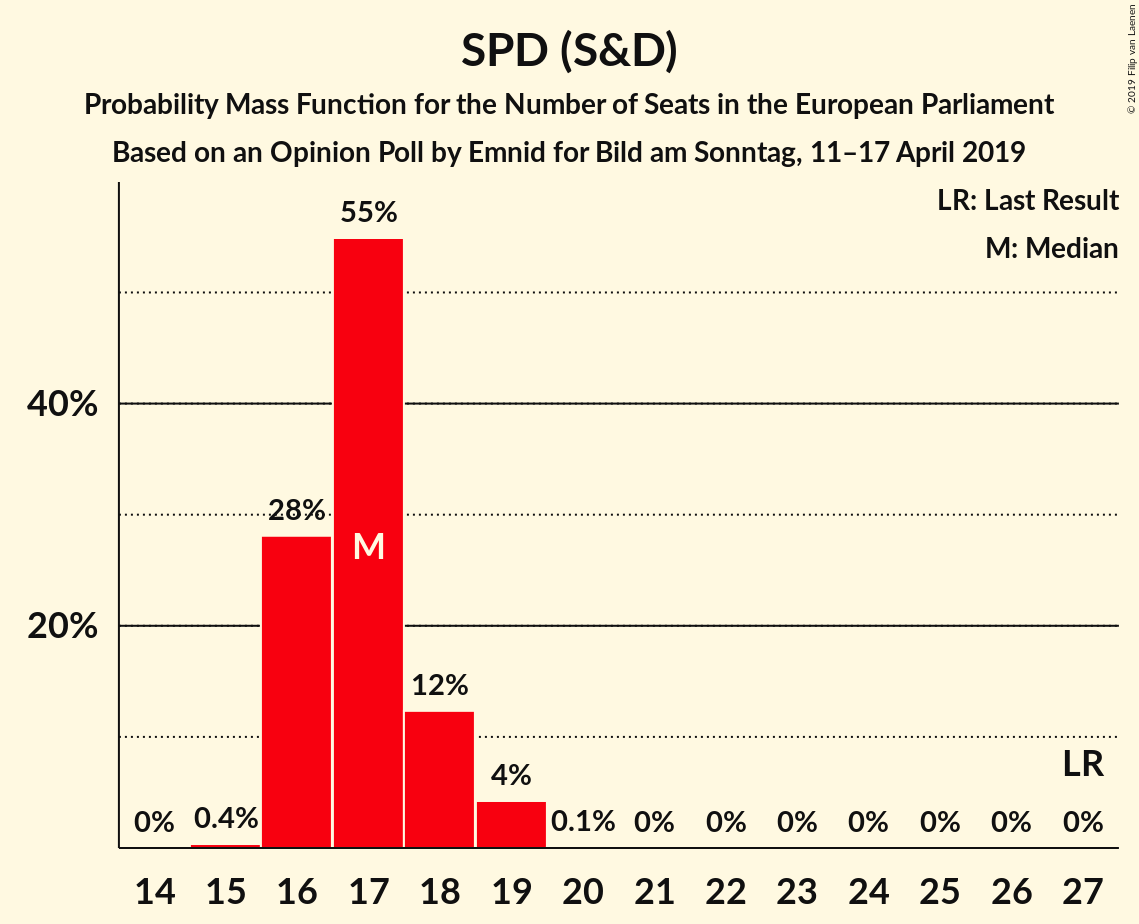 SPD (S&D)
Probability Mass Function for the Number of Seats in the European Parliament
Based on an Opinion Poll by Emnid for Bild am Sonntag, 11–17 April 2019
© 2019 Filip van Laenen
LR: Last Result
M: Median
55%
40%
28%
M
20%
12%
4%
LR
0% 0.4% 0.1% 0% 0% 0% 0% 0% 0% 0%
14 15 16 17 18 19 20 21 22 23 24 25 26 27